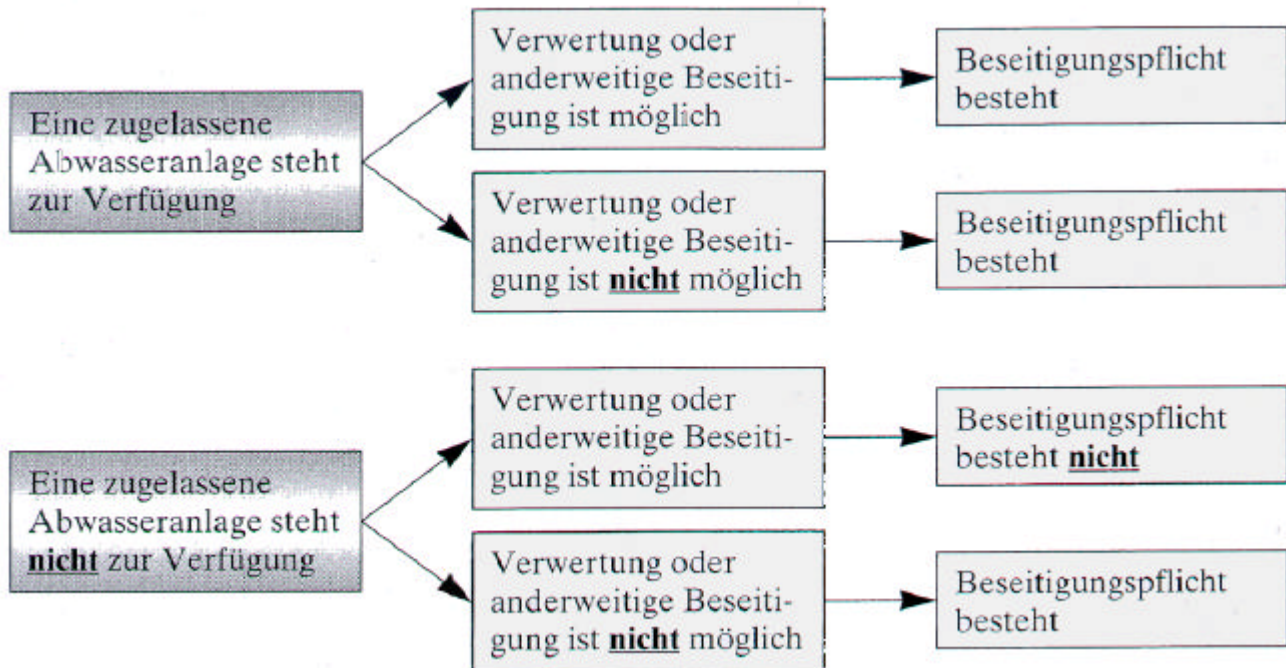 Eine zugelassene
Abwasseranlage steht
zur Verfügung
Verwertung oder
anderweitige Beseiti-
gung ist möglich
Beseitigungspflicht
besteht
Verwertung oder
anderweitige Beseiti-
gung ist nicht möglich
Beseitigungspflicht
besteht
Eine zugelassene
Abwasseranlage steht
nicht zur Verfügung
Verwertung oder
anderweitige Beseiti-
gung ist möglich
Beseitigungspflicht
besteht nicht
Verwertung oder
anderweitige Beseiti-
gung ist nicht möglich
Beseitigungspflicht
besteht